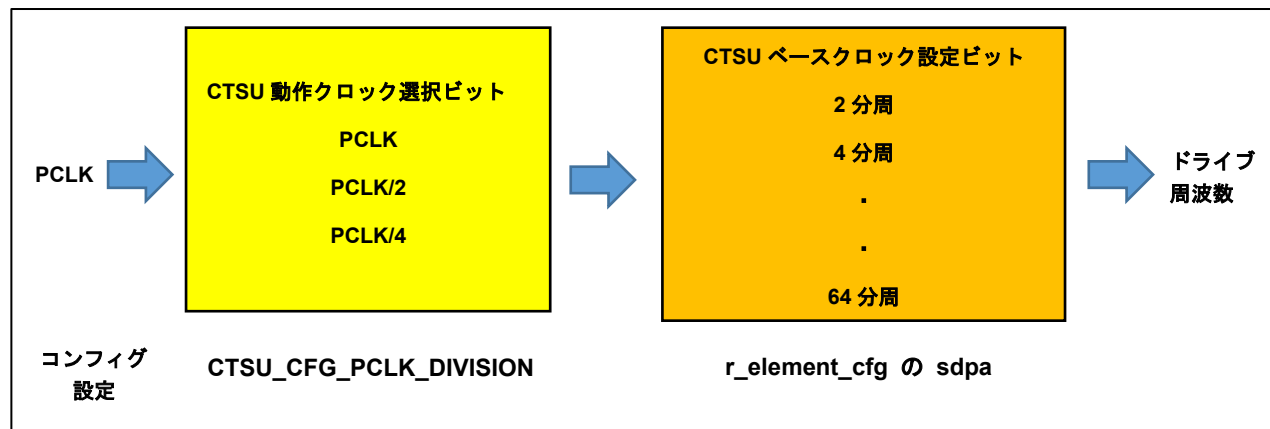 CTSU 動作クロック選択ビット
PCLK
PCLK/2
PCLK/4
CTSU ベースクロック設定ビット
2 分周
4 分周
.
.
64 分周
PCLK
ドライブ
周波数
コンフィグ
設定
CTSU_CFG_PCLK_DIVISION
r_element_cfg の sdpa